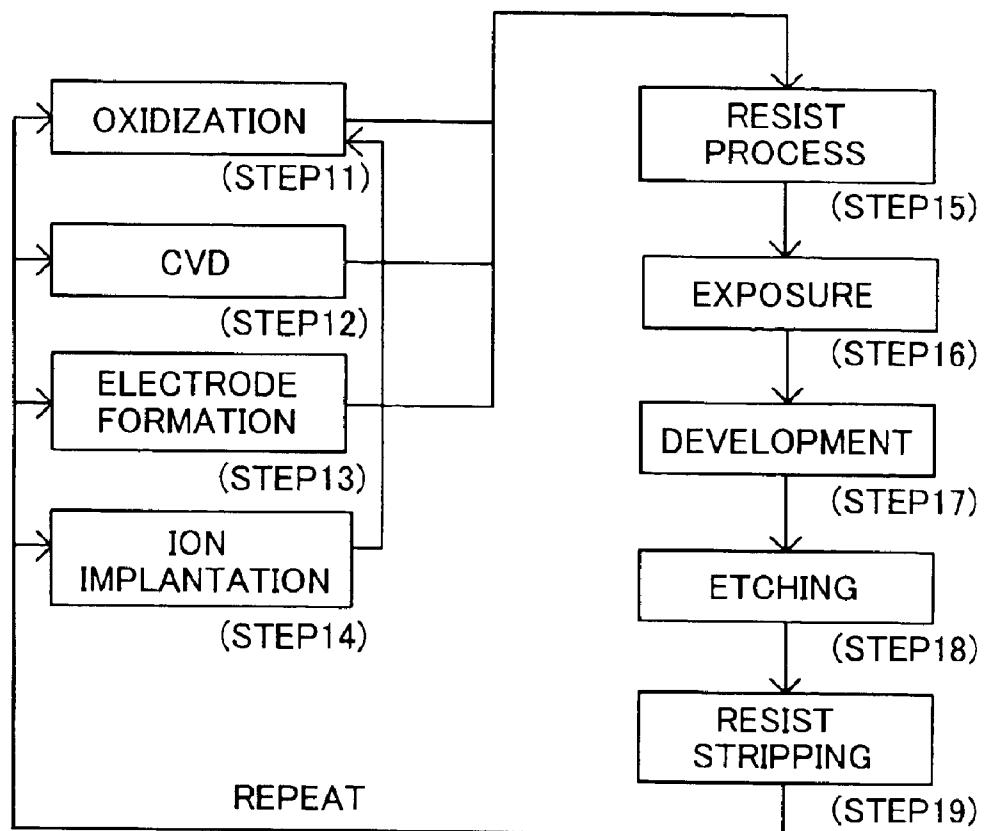 OXIDIZATION
(STEP11)
CVD
(STEP12)
ELECTRODE
FORMATION
(STEP13)
ION
IMPLANTATION
(STEP14)
REPEAT
RESIST
PROCESS
(STEP15)
EXPOSURE
(STEP16)
DEVELOPMENT
(STEP17)
ETCHING
(STEP18)
RESIST
STRIPPING
(STEP19)